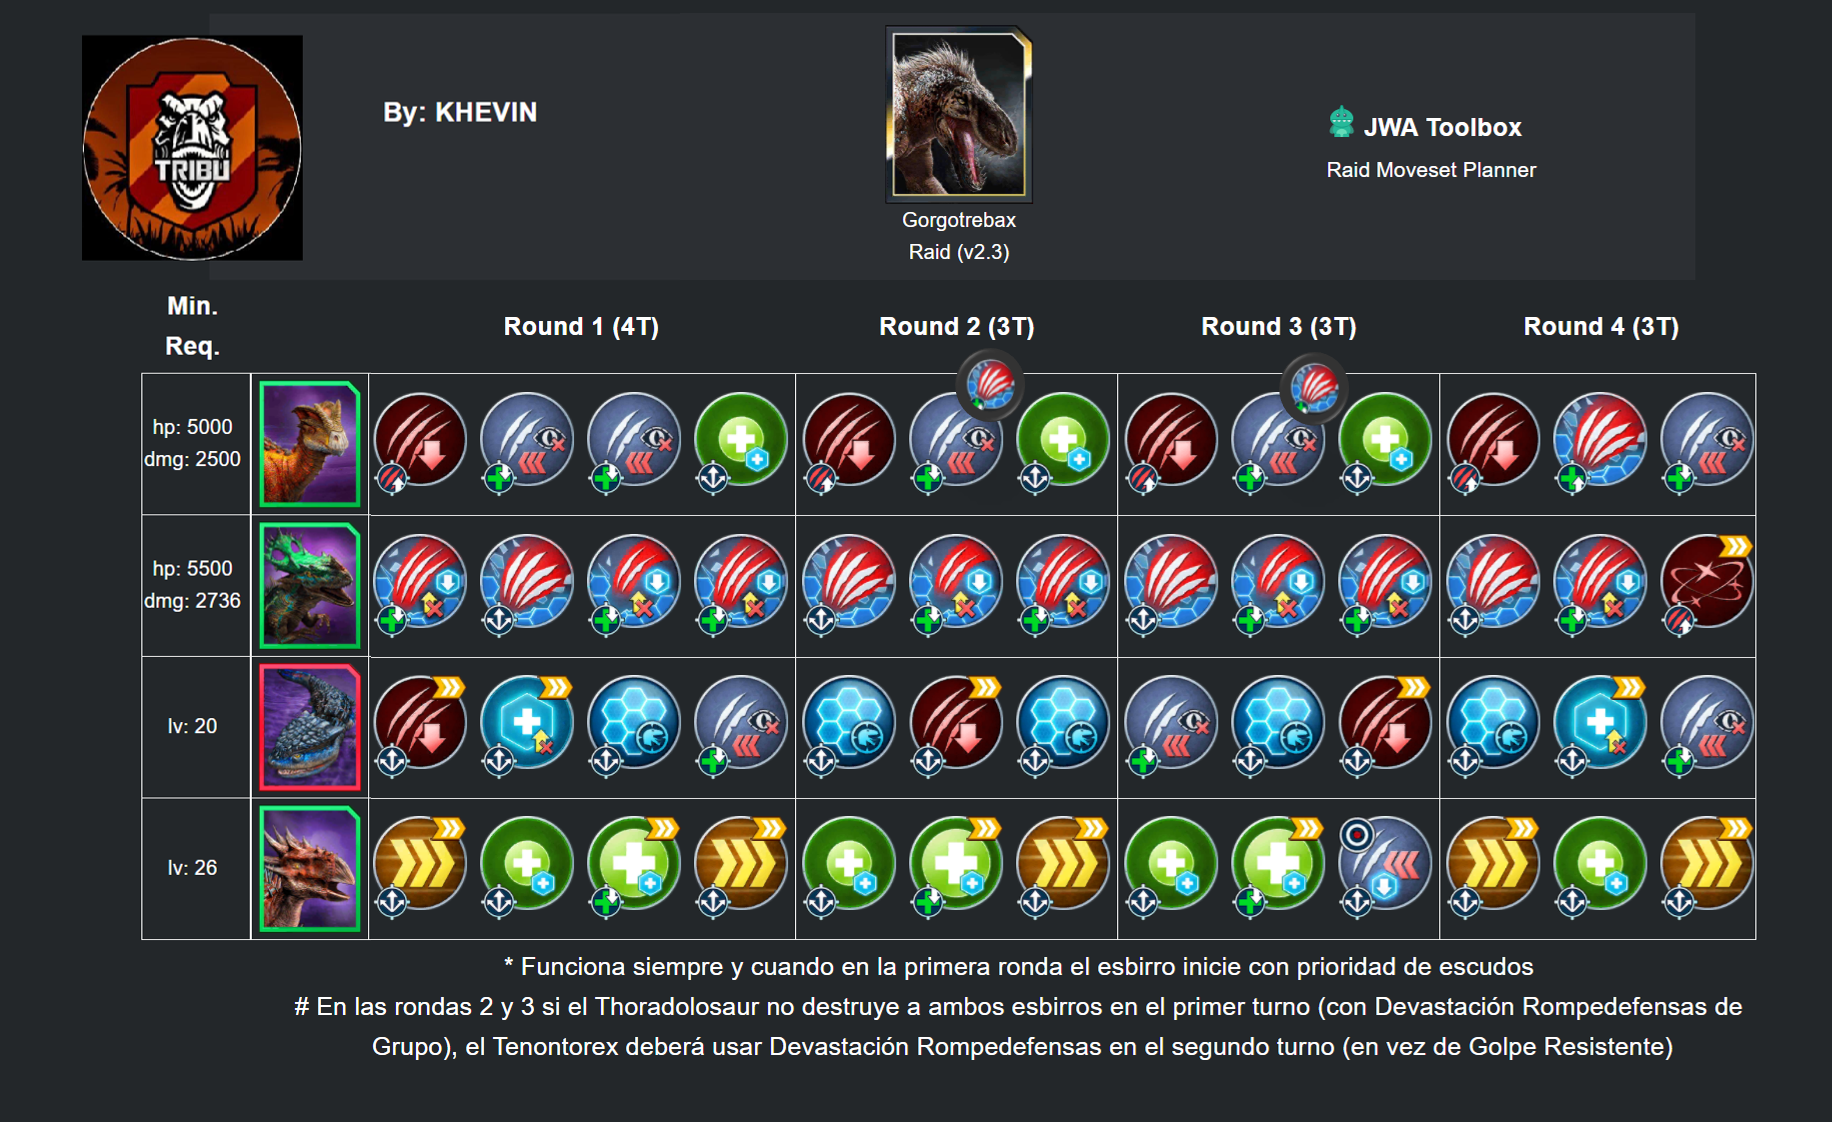 TRIBU
By: KHEVIN
Gorgotrebax
Raid (v2.3)
JWA Toolbox
Raid Moveset Planner
Min.
Req.
Round 1 (4T)
Round 2 (3T)
Round 3 (3T)
Round 4 (3T)
hp: 5000
dmg: 2500
hp: 5500
dmg: 2736
lv: 20
lv: 26
* Funciona siempre y cuando en la primera ronda el esbirro inicie con prioridad de escudos
# En las rondas 2 y 3 si el Thoradolosaur no destruye a ambos esbirros en el primer turno (con Devastación Rompedefensas de
Grupo), el Tenontorex deberá usar Devastación Rompedefensas en el segundo turno (en vez de Golpe Resistente)